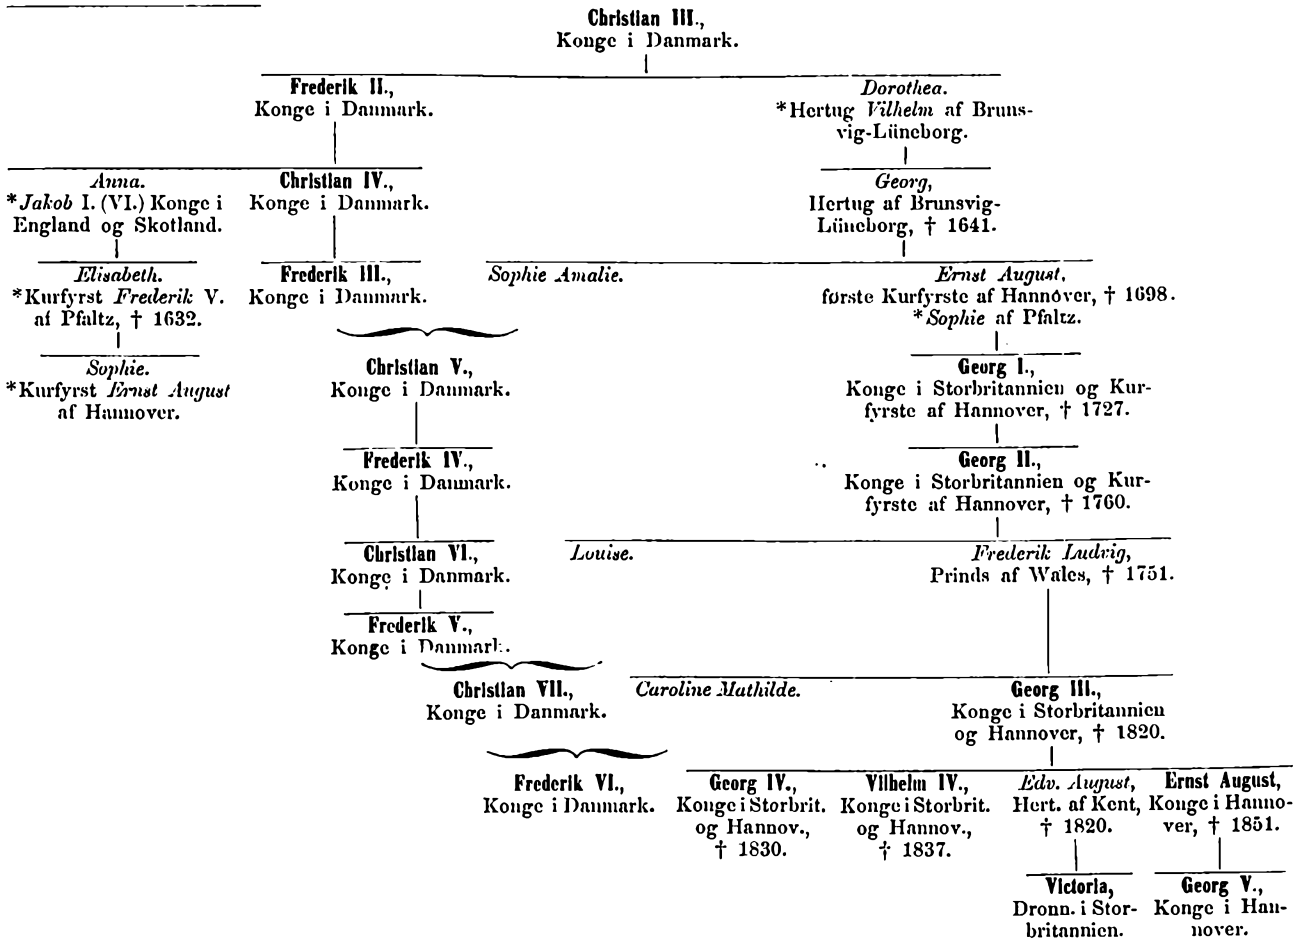 Christian III.,
Konge i Danmark.
Frederik II.,
Konge i Danmark.
Dorothea.
*Hertug Vilhelm af Bruns-
vig-Lüneborg.
Anna.
*Jakob I. (VI.) Konge i
England og Skotland.
Christian IV.,
Konge i Danmark.
Georg,
Hertug af Brunsvig-
Lüneborg, † 1641.
Elisabeth.
*Kurfyrst Frederik V.
af Pfaltz, † 1632.
Frederik III.,
Konge i Danmark.
Sophie Amalie.
Ernst August,
første Kurfyrste af Hannover, † 1698.
*Sophie af Pfaltz.
Sophie.
*Kurfyrst Ernst August
af Hannover.
Christian V.,
Konge i Danmark.
Georg I.,
Konge i Storbritannien og Kur-
fyrste af Hannover, † 1727.
Frederik IV.,
Konge i Danmark.
Georg II.,
Konge i Storbritannien og Kur-
fyrste af Hannover, † 1760.
Christian VI.,
Konge i Danmark.
Louise.
Frederik Ludvig,
Prinds af Wales, † 1751.
Frederik V.,
Konge i Danmark.
Christian VII.,
Konge i Danmark.
Caroline Mathilde.
Georg III.,
Konge i Storbritannien
og Hannover, † 1820.
Frederik VI.,
Konge i Danmark.
Georg IV.,
Konge i Storbrit.
og Hannov.,
† 1830.
Vilhelm IV.,
Konge i Storbrit.
og Hannov.,
† 1837.
Edv. August,
Hert. af Kent,
† 1820.
Ernst August,
Konge i Hanno-
ver, † 1851.
Victoria,
Dronn. i Stor-
britannien.
Georg V.,
Konge i Han-
nover.